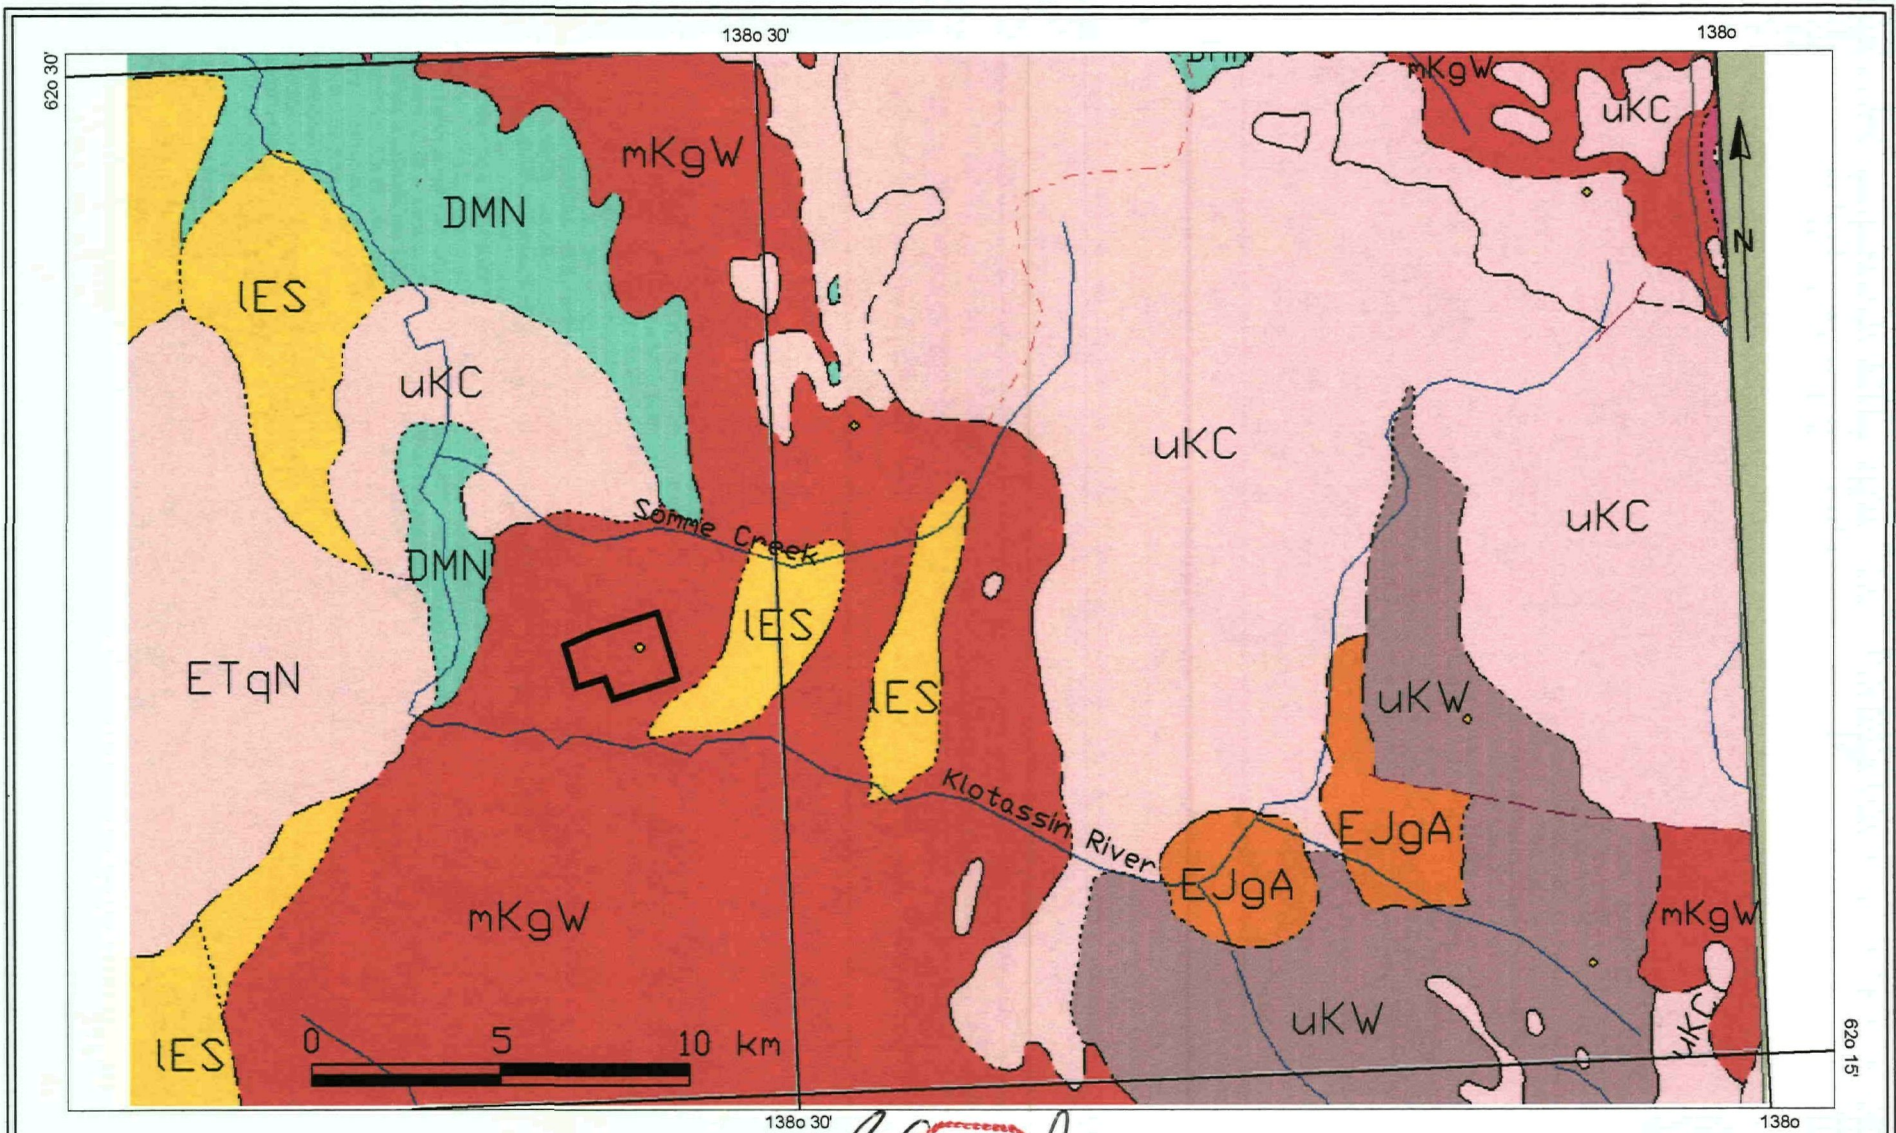 138o 30'
138o
62o 30'
DMN
mKgW
uKC
mKgW
DMN
N
lES
uKC
uKC
uKC
Somme Creek
DMN
lES
ETqN
uKW
lES
Klotassin River
EJgA
EJgA
mKgW
mKgW
uKW
uKC
lES
0 5 10 km
62o 15'
138o 30'
138o